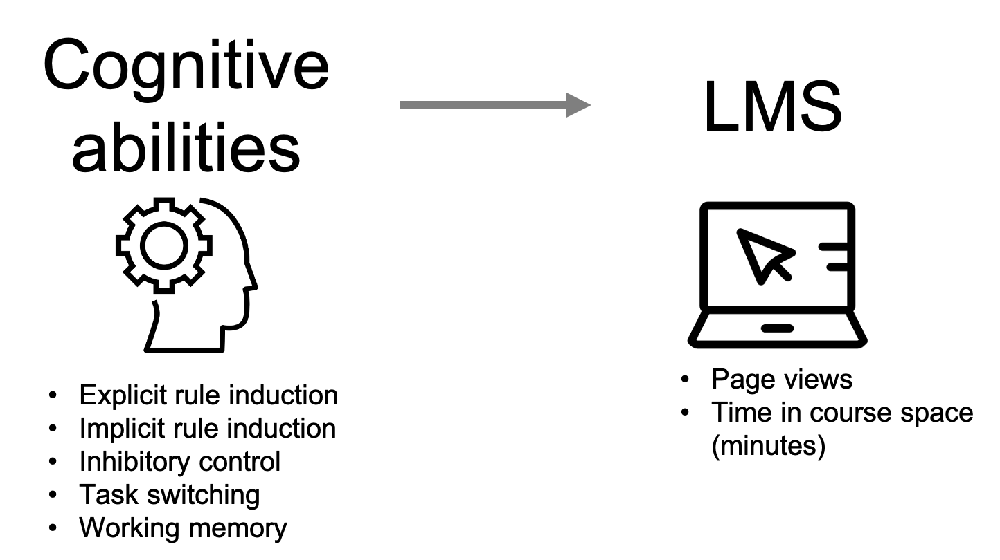 Cognitive
abilities
LMS
• Explicit rule induction
• Implicit rule induction
• Inhibitory control
• Task switching
• Working memory
• Page views
• Time in course space
(minutes)